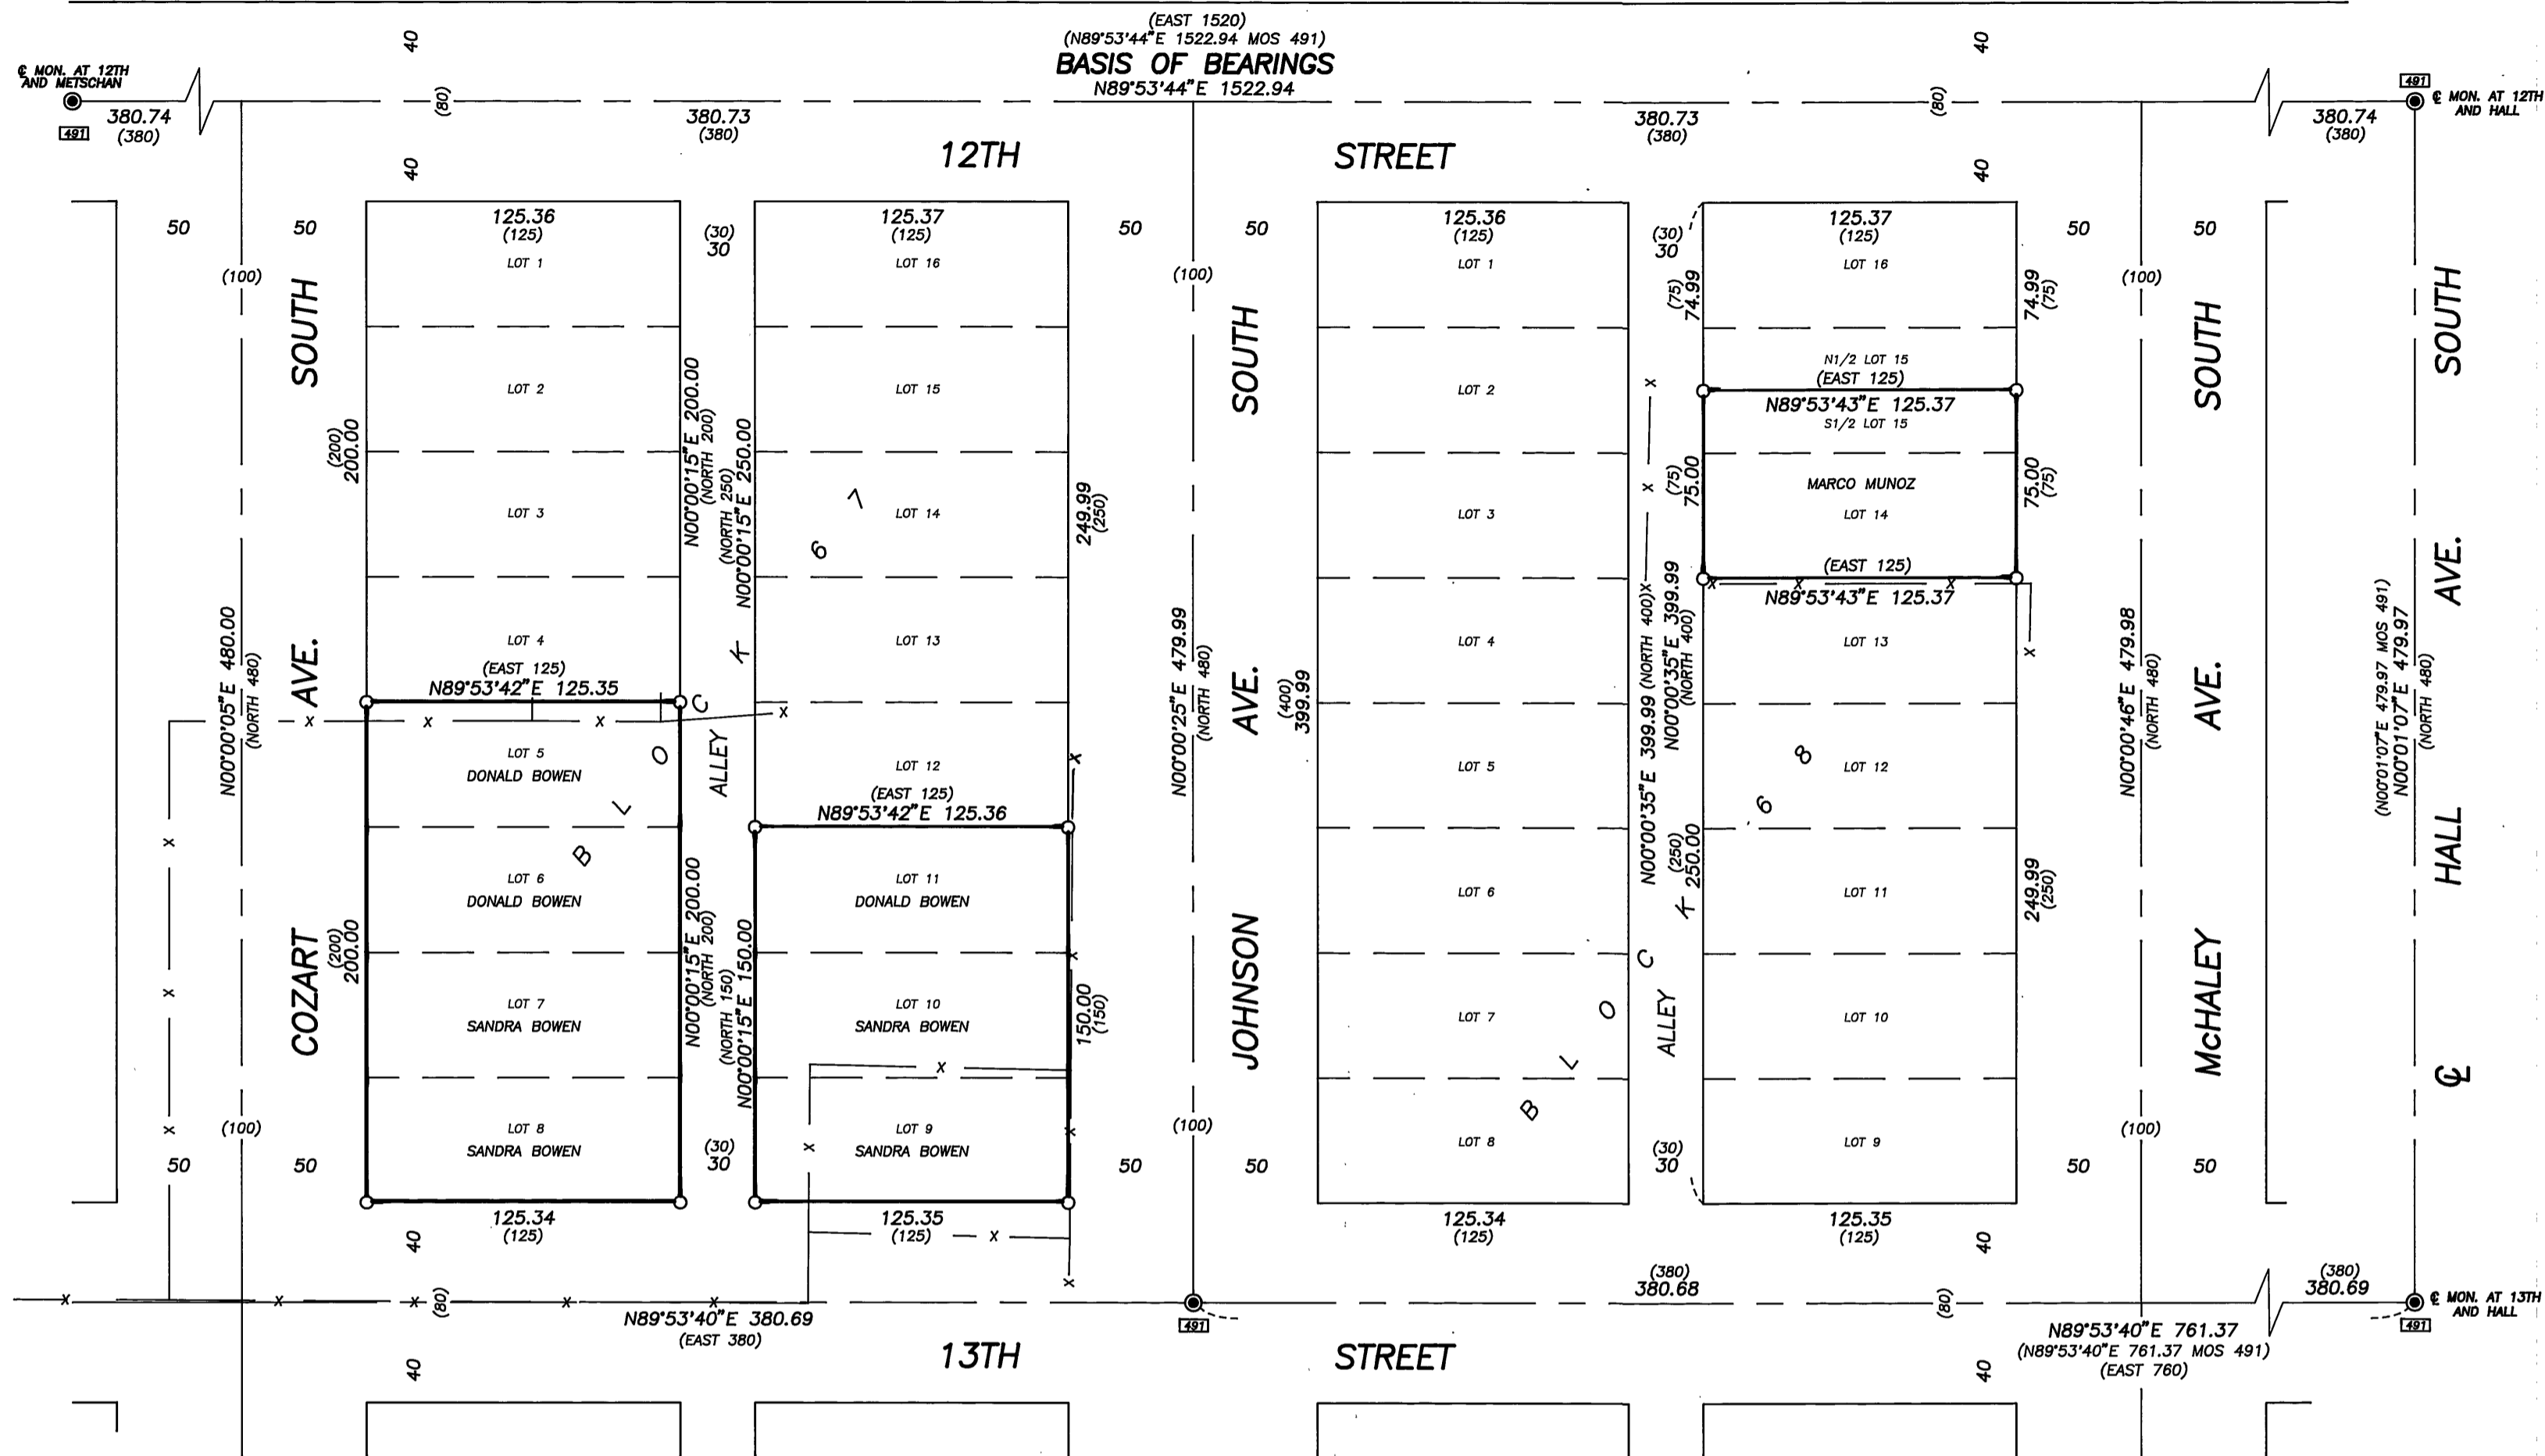 (EAST 1520)
(N89°53'44"E 1522.94 MOS 491)
BASIS OF BEARINGS
N89°53'44"E 1522.94
℄ MON. AT 12TH
AND METSCHAN
491
380.74
(380)
40
(80)
40
380.73
(380)
12TH STREET
380.73
(380)
40
(80)
40
380.74
(380)
491
℄ MON. AT 12TH
AND HALL
50
50
(100)
SOUTH
AVE.
COZART
N00°00'05"E 480.00
(NORTH 480)
(100)
50
50
125.36
(125)
LOT 1
LOT 2
LOT 3
LOT 4
(200)
200.00
(EAST 125)
N89°53'42"E 125.35
LOT 5
DONALD BOWEN
LOT 6
DONALD BOWEN
LOT 7
SANDRA BOWEN
LOT 8
SANDRA BOWEN
(200)
200.00
125.34
(125)
(30)
30
N00°00'15"E 200.00
(NORTH 200)
(NORTH 250)
N00°00'15"E 250.00
ALLEY
N00°00'15"E 200.00
(NORTH 200)
(NORTH 150)
N00°00'15"E 150.00
(30)
30
BLOCK 67
125.37
(125)
LOT 16
LOT 15
LOT 14
LOT 13
LOT 12
249.99
(250)
(EAST 125)
N89°53'42"E 125.36
LOT 11
DONALD BOWEN
LOT 10
SANDRA BOWEN
LOT 9
SANDRA BOWEN
150.00
(150)
125.35
(125)
50
50
(100)
SOUTH
AVE.
JOHNSON
N00°00'25"E 479.99
(NORTH 480)
(100)
50
50
125.36
(125)
LOT 1
LOT 2
LOT 3
LOT 4
LOT 5
LOT 6
LOT 7
LOT 8
(400)
399.99
125.34
(125)
(30)
30
N00°00'35"E 399.99 (NORTH 400)
N00°00'35"E 399.99
(NORTH 400)
ALLEY
(30)
30
BLOCK 68
125.37
(125)
LOT 16
(75)
74.99
74.99
(75)
N1/2 LOT 15
(EAST 125)
N89°53'43"E 125.37
S1/2 LOT 15
MARCO MUNOZ
LOT 14
(75)
75.00
75.00
(75)
(EAST 125)
N89°53'43"E 125.37
LOT 13
LOT 12
LOT 11
LOT 10
LOT 9
(250)
250.00
249.99
(250)
125.35
(125)
50
50
(100)
SOUTH
AVE.
McHALEY
N00°00'46"E 479.98
(NORTH 480)
(100)
50
50
SOUTH
AVE.
HALL
℄
(N00°01'07"E 479.97 MOS 491)
N00°01'07"E 479.97
(NORTH 480)
40
(80)
40
N89°53'40"E 380.69
(EAST 380)
491
13TH STREET
(380)
380.68
40
(80)
40
(380)
380.69
℄ MON. AT 13TH
AND HALL
491
N89°53'40"E 761.37
(N89°53'40"E 761.37 MOS 491)
(EAST 760)